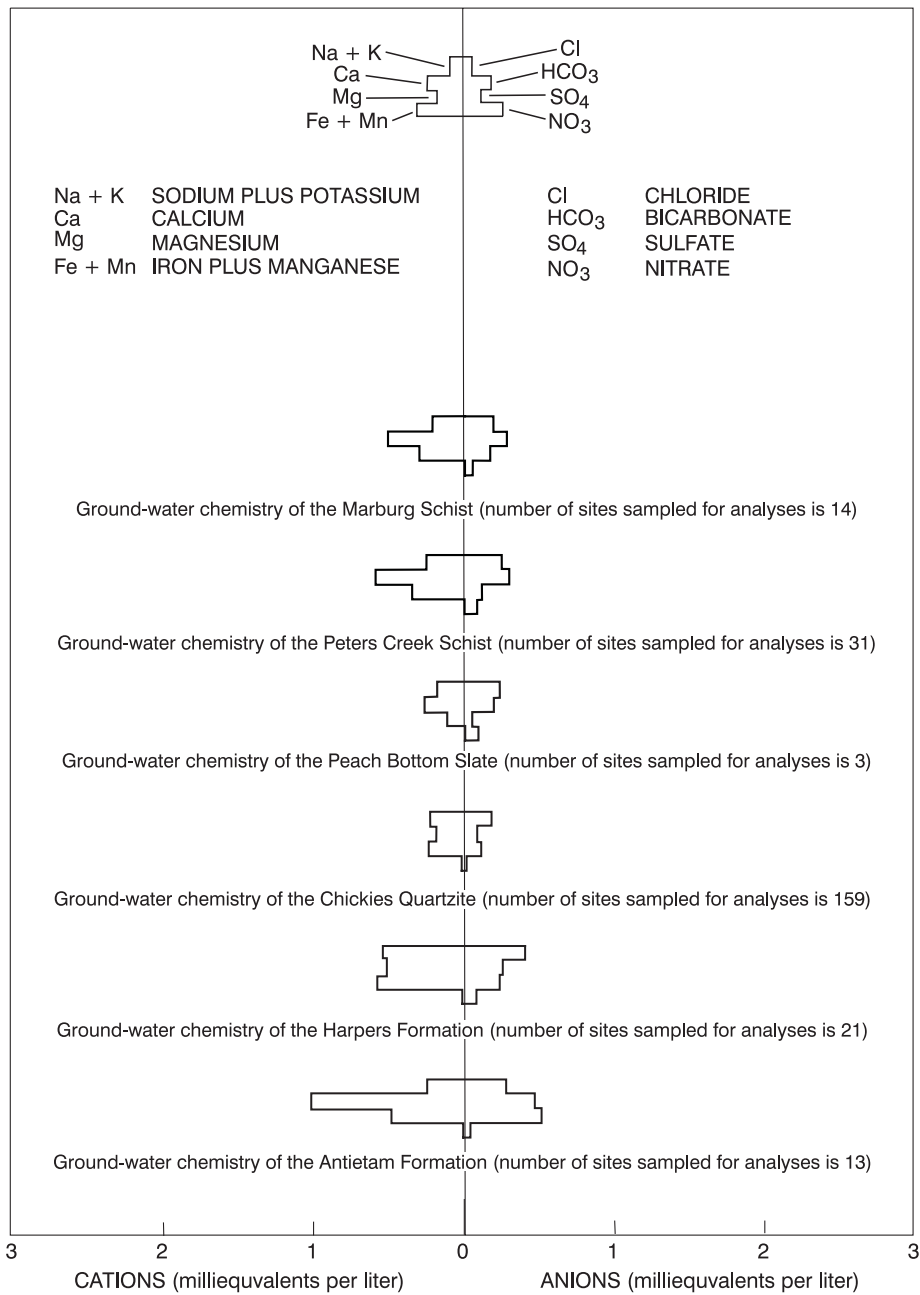 Na + K Cl
Ca HCO3
Mg SO4
Fe + Mn NO3
Na + K SODIUM PLUS POTASSIUM Cl CHLORIDE
Ca CALCIUM HCO3 BICARBONATE
Mg MAGNESIUM SO4 SULFATE
Fe + Mn IRON PLUS MANGANESE NO3 NITRATE
Ground-water chemistry of the Marburg Schist (number of sites sampled for analyses is 14)
Ground-water chemistry of the Peters Creek Schist (number of sites sampled for analyses is 31)
Ground-water chemistry of the Peach Bottom Slate (number of sites sampled for analyses is 3)
Ground-water chemistry of the Chickies Quartzite (number of sites sampled for analyses is 159)
Ground-water chemistry of the Harpers Formation (number of sites sampled for analyses is 21)
Ground-water chemistry of the Antietam Formation (number of sites sampled for analyses is 13)
3 2 1 0 1 2 3
CATIONS (milliequvalents per liter) ANIONS (milliequvalents per liter)